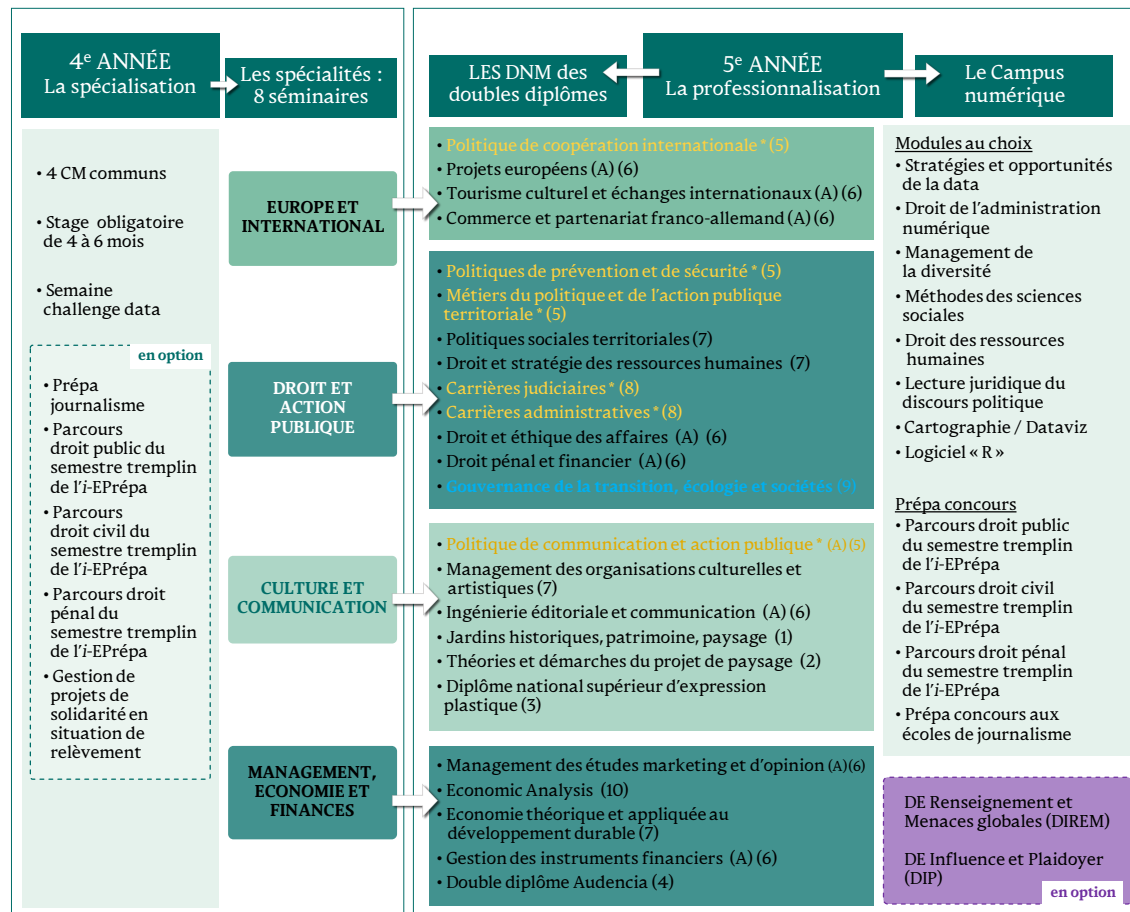 4e ANNÉE
La spécialisation
Les spécialités :
8 séminaires
• 4 CM communs
• Stage obligatoire
de 4 à 6 mois
• Semaine
challenge data
en option
• Prépa
journalisme
• Parcours
droit public du
semestre tremplin
de l'i-EPrépa
• Parcours
droit civil du
semestre tremplin
de l'i-EPrépa
• Parcours droit
pénal du
semestre tremplin
de l'i-EPrépa
• Gestion de
projets de
solidarité en
situation de
relèvement
EUROPE ET
INTERNATIONAL
DROIT ET
ACTION
PUBLIQUE
CULTURE ET
COMMUNICATION
MANAGEMENT,
ECONOMIE ET
FINANCES
LES DNM des
doubles diplômes
5e ANNÉE
La professionnalisation
Le Campus
numérique
• Politique de coopération internationale * (5)
• Projets européens (A) (6)
• Tourisme culturel et échanges internationaux (A) (6)
• Commerce et partenariat franco-allemand (A) (6)
• Politiques de prévention et de sécurité * (5)
• Métiers du politique et de l'action publique
territoriale * (5)
• Politiques sociales territoriales (7)
• Droit et stratégie des ressources humaines (7)
• Carrières judiciaires * (8)
• Carrières administratives * (8)
• Droit et éthique des affaires (A) (6)
• Droit pénal et financier (A) (6)
• Gouvernance de la transition, écologie et sociétés (9)
• Politique de communication et action publique * (A) (5)
• Management des organisations culturelles et
artistiques (7)
• Ingénierie éditoriale et communication (A) (6)
• Jardins historiques, patrimoine, paysage (1)
• Théories et démarches du projet de paysage (2)
• Diplôme national supérieur d'expression
plastique (3)
• Management des études marketing et d'opinion (A)(6)
• Economic Analysis (10)
• Economie théorique et appliquée au
développement durable (7)
• Gestion des instruments financiers (A) (6)
• Double diplôme Audencia (4)
Modules au choix
• Stratégies et opportunités
de la data
• Droit de l'administration
numérique
• Management de
la diversité
• Méthodes des sciences
sociales
• Droit des ressources
humaines
• Lecture juridique du
discours politique
• Cartographie / Dataviz
• Logiciel « R »
Prépa concours
• Parcours droit public
du semestre tremplin
de l'i-EPrépa
• Parcours droit civil
du semestre tremplin
de l'i-EPrépa
• Parcours droit pénal
du semestre tremplin
de l'i-EPrépa
• Prépa concours aux
écoles de journalisme
DE Renseignement et
Menaces globales (DIREM)
DE Influence et Plaidoyer
(DIP)
en option